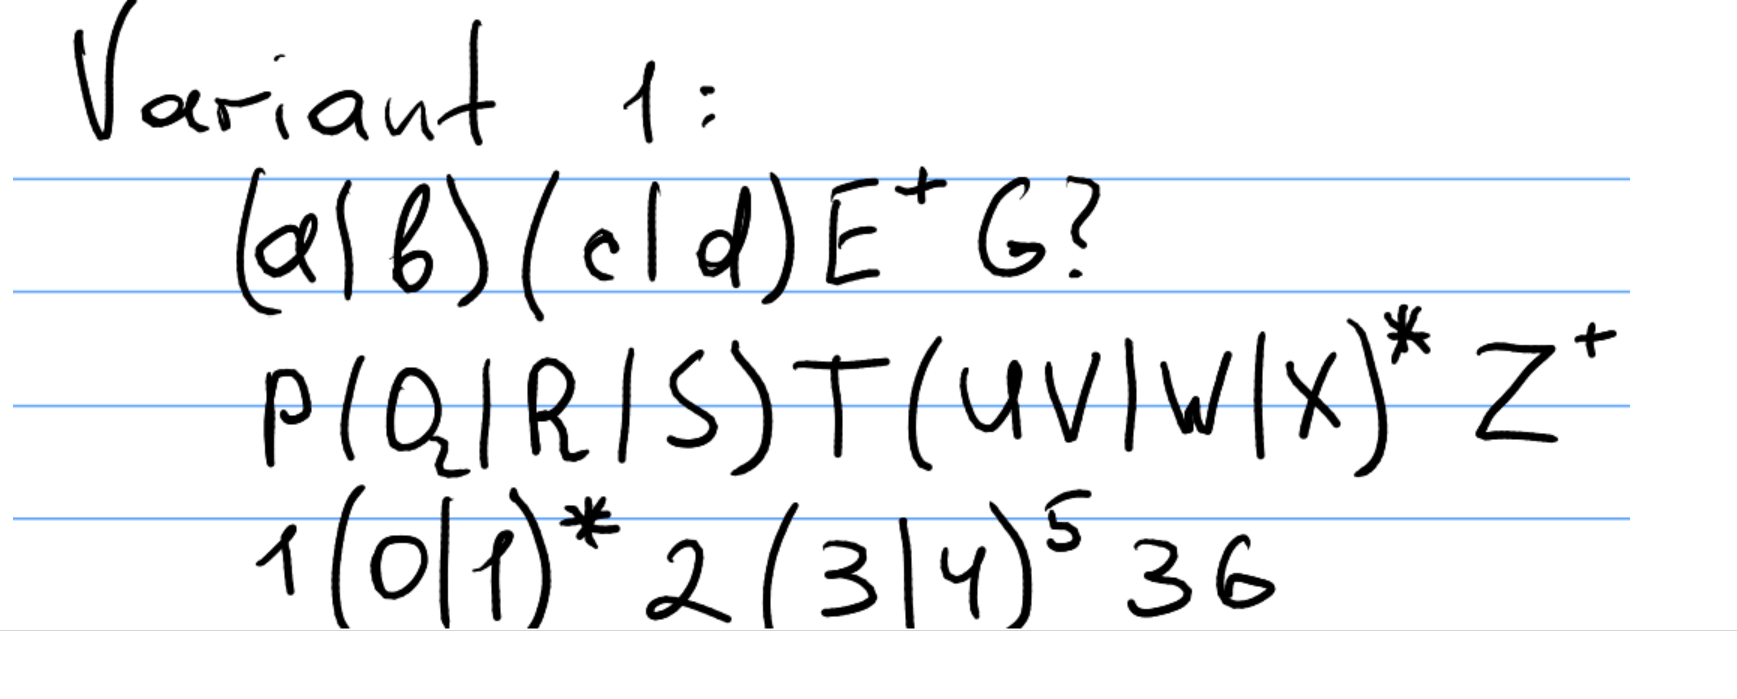 Variant 1:
(a|b)(c|d)E⁺G?
P(Q|R|S)T(UV|W|X)*Z⁺
1(0|1)*2(3|4)⁵36